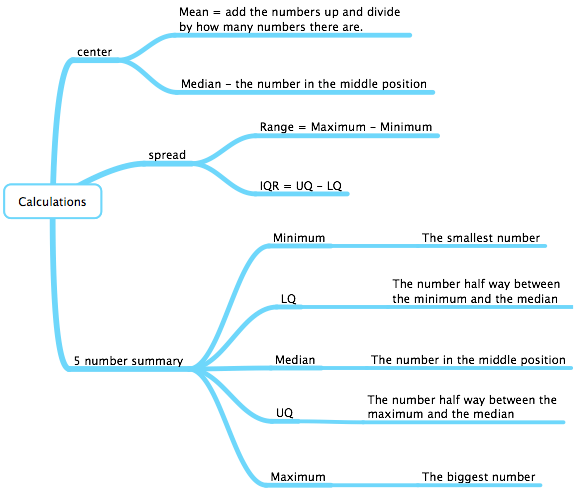 Mean = add the numbers up and divide
by how many numbers there are.
center
Median - the number in the middle position
Range = Maximum - Minimum
spread
IQR = UQ - LQ
Calculations
Minimum
The smallest number
The number half way between
the minimum and the median
LQ
5 number summary
Median
The number in the middle position
The number half way between the
maximum and the median
UQ
Maximum
The biggest number